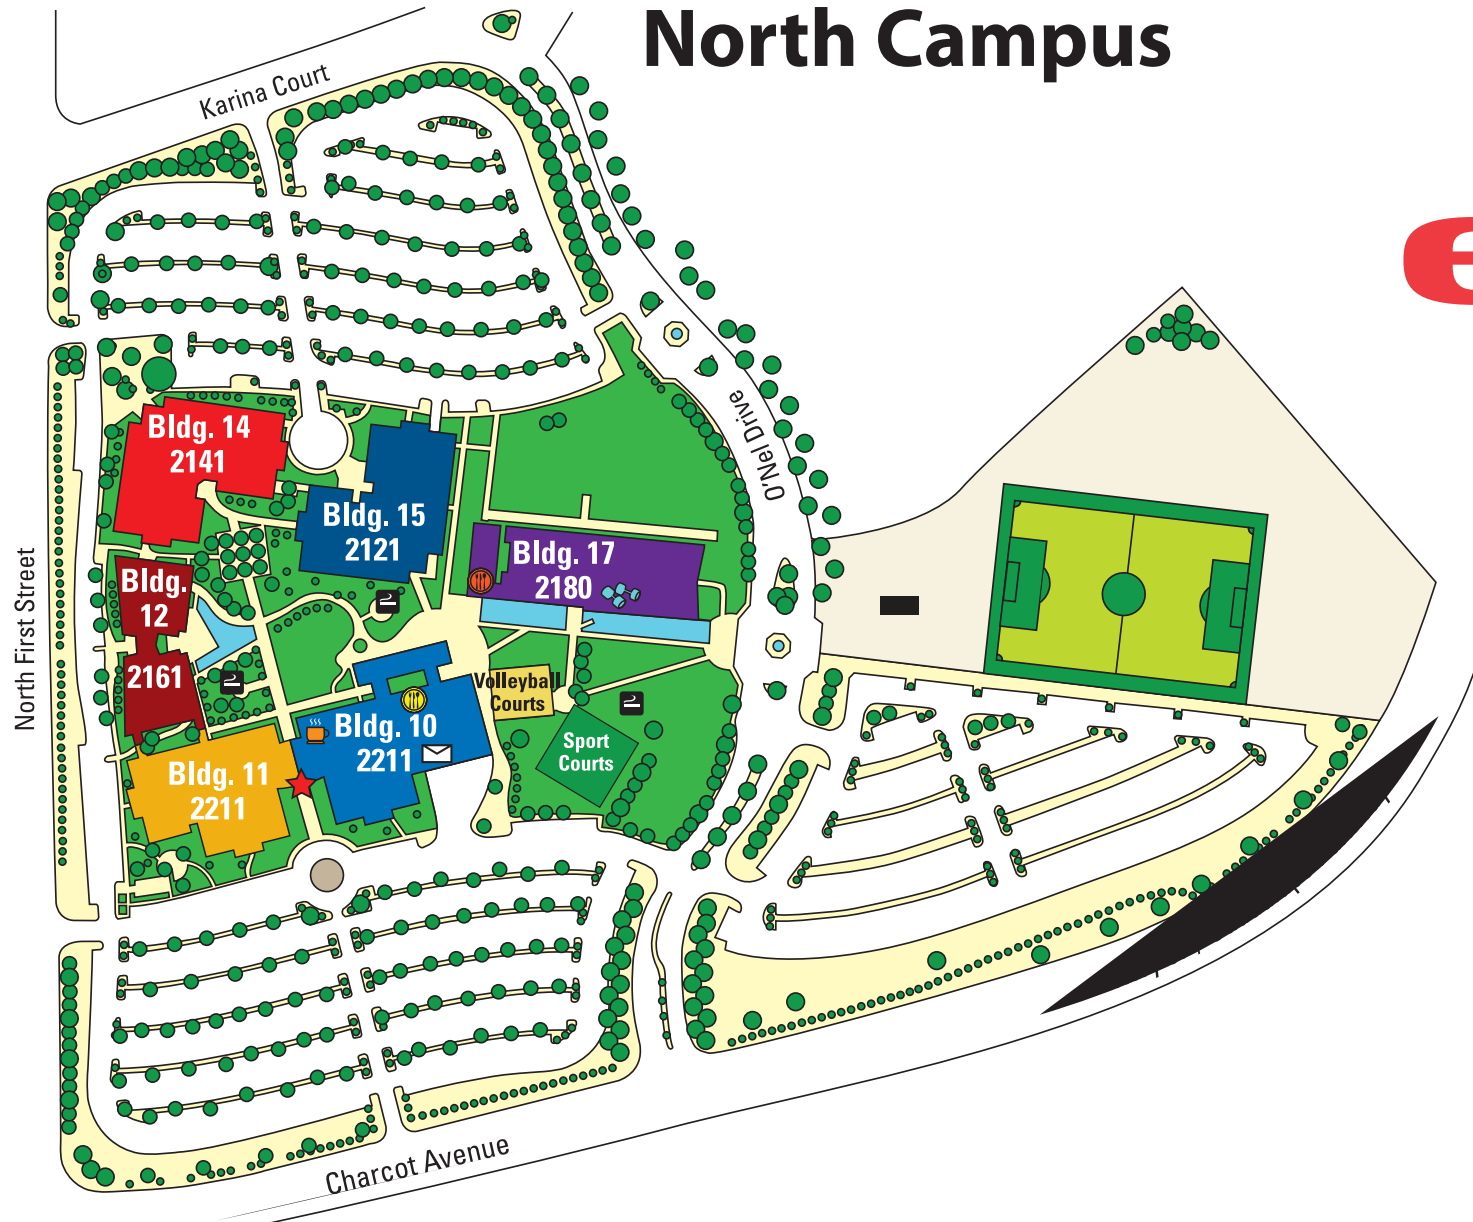 North Campus
Karina Court
e
O'Nel Drive
Bldg. 14
2141
Bldg. 15
2121
Bldg. 17
2180
Bldg.
12
2161
North First Street
Volleyball
Courts
Bldg. 10
2211
Sport
Courts
Bldg. 11
2211
Charcot Avenue